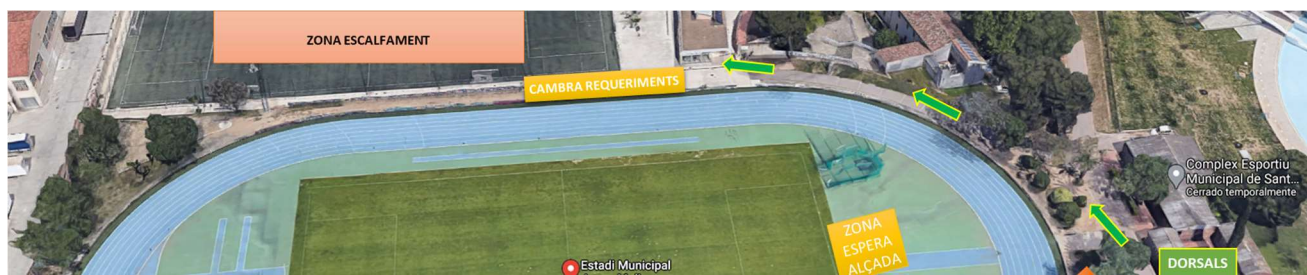 ZONA ESCALFAMENT
CAMBRA REQUERIMENTS
Complex Esportiu
Municipal de Sant...
Cerrado temporalmente
ZONA
ESPERA
ALÇADA
DORSALS
Estadi Municipal